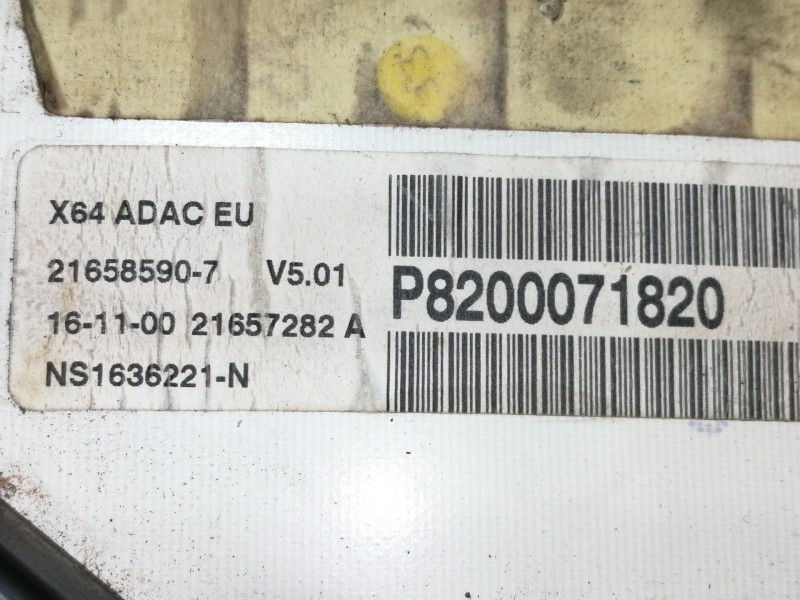 X64 ADAC EU
21658590-7 V5.01
16-11-00 21657282 A
NS1636221-N
P8200071820